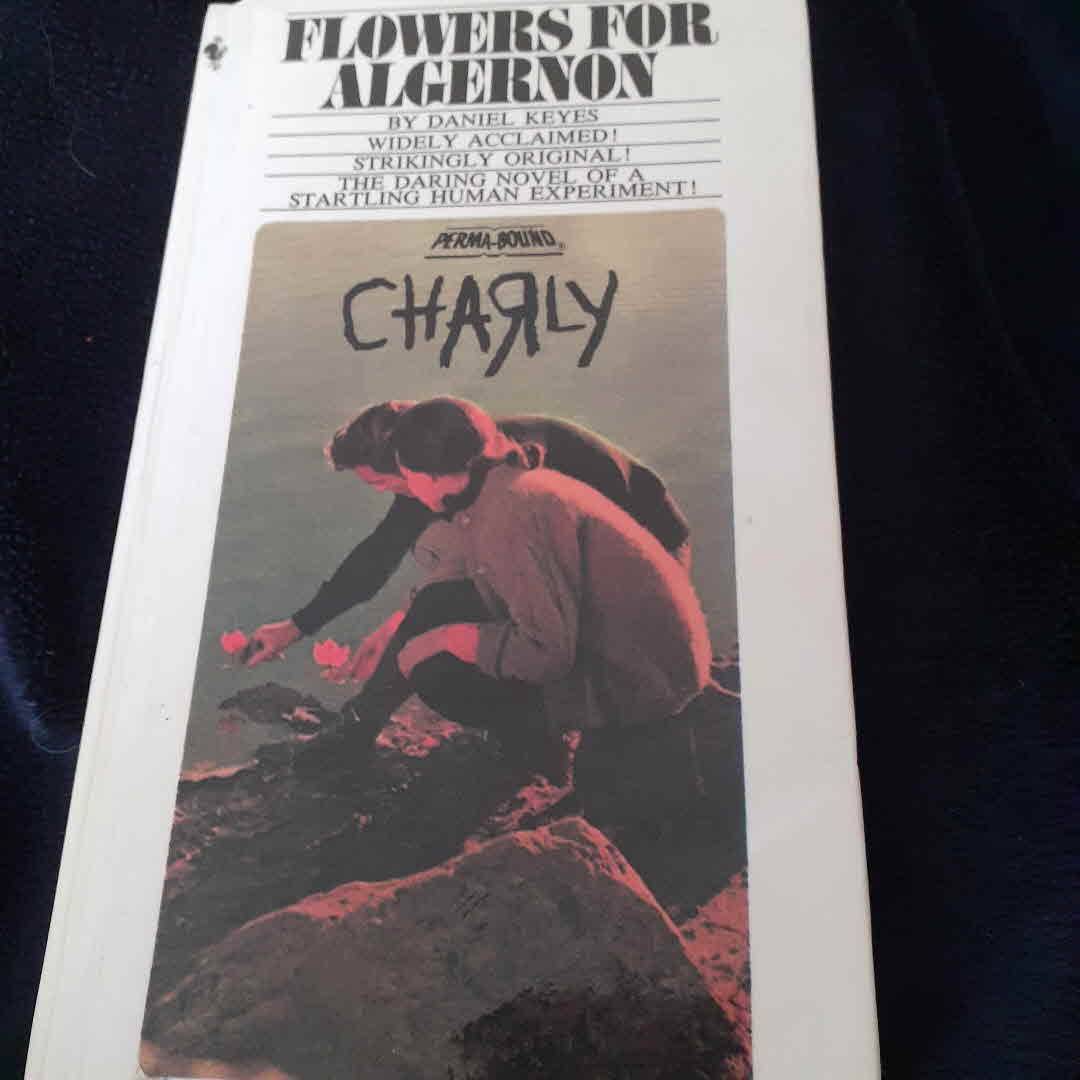 FLOWERS FOR
ALGERNON
BY DANIEL KEYES
WIDELY ACCLAIMED!
STRIKINGLY ORIGINAL!
THE DARING NOVEL OF A
STARTLING HUMAN EXPERIMENT!
PERMA-BOUND®
CHAЯLY